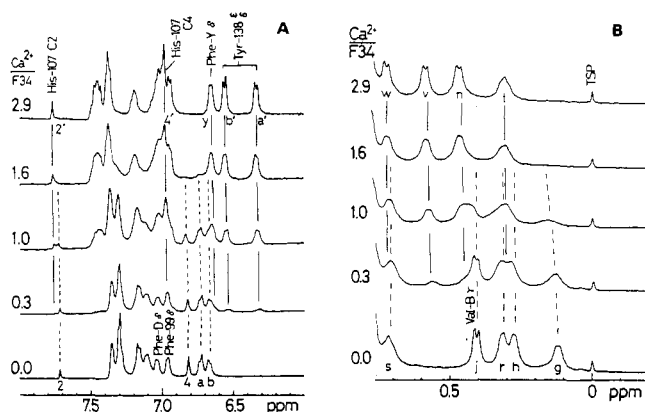 A
His-107 C2
His-107 C4
Phe-Y δ
Tyr-138 ε δ
Ca²⁺
F34
2.9
1.6
1.0
0.3
0.0
2'
4'
y
b'
a'
Phe-D δ
Phe-99 δ
2
4
a
b
7.5
7.0
6.5
ppm
B
Ca²⁺
F34
2.9
1.6
1.0
0.3
0.0
w
v
n
TSP
Val-B γ
s
r
h
g
0.5
0
ppm